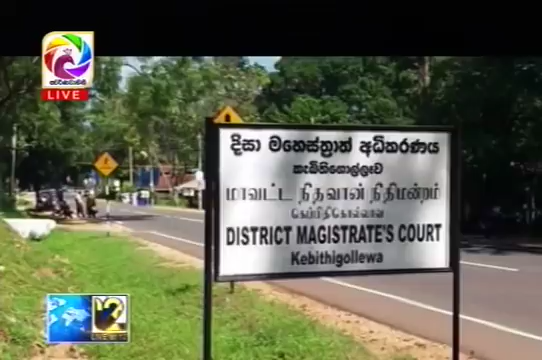 LIVE
දිසා මහේස්ත්‍රාත් අධිකරණය
කැබිතිගොල්ලෑව
மாவட்ட நீதவான் நீதிமன்றம்
கெப்பித்திகொல்லாவ
DISTRICT MAGISTRATE'S COURT
Kebithigollewa